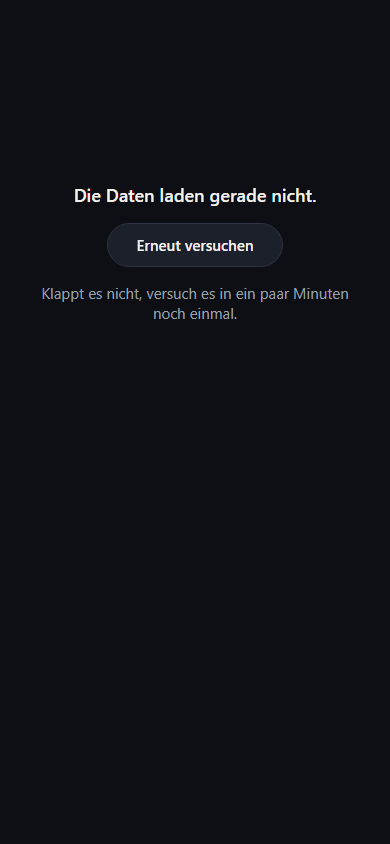 Die Daten laden gerade nicht.
Erneut versuchen
Klappt es nicht, versuch es in ein paar Minuten
noch einmal.